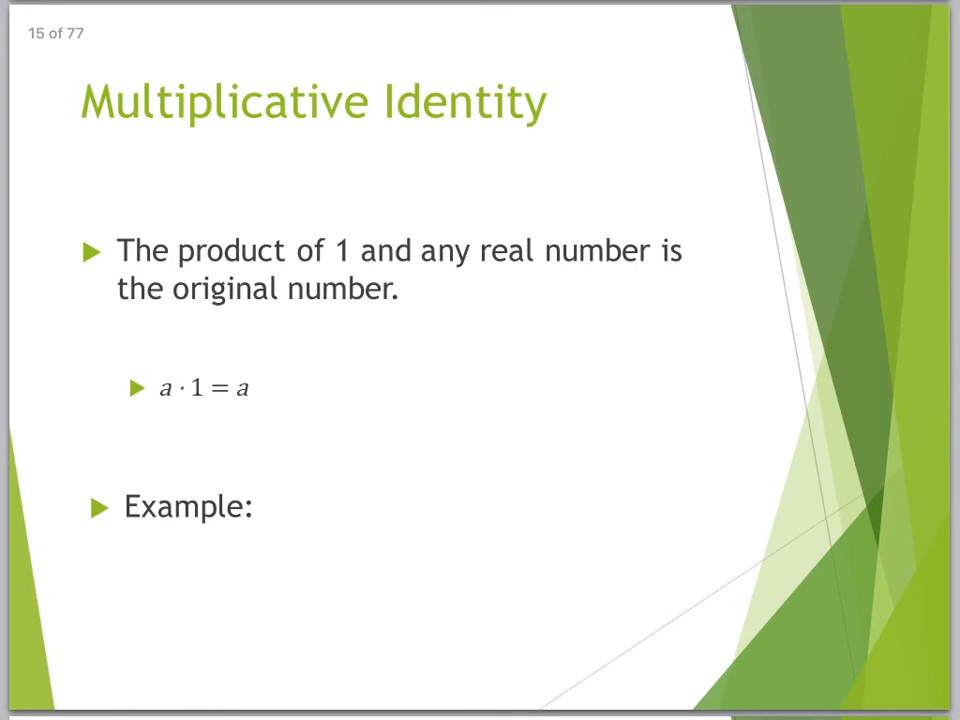 15 of 77
Multiplicative Identity
The product of 1 and any real number is
the original number.
a · 1 = a
Example: